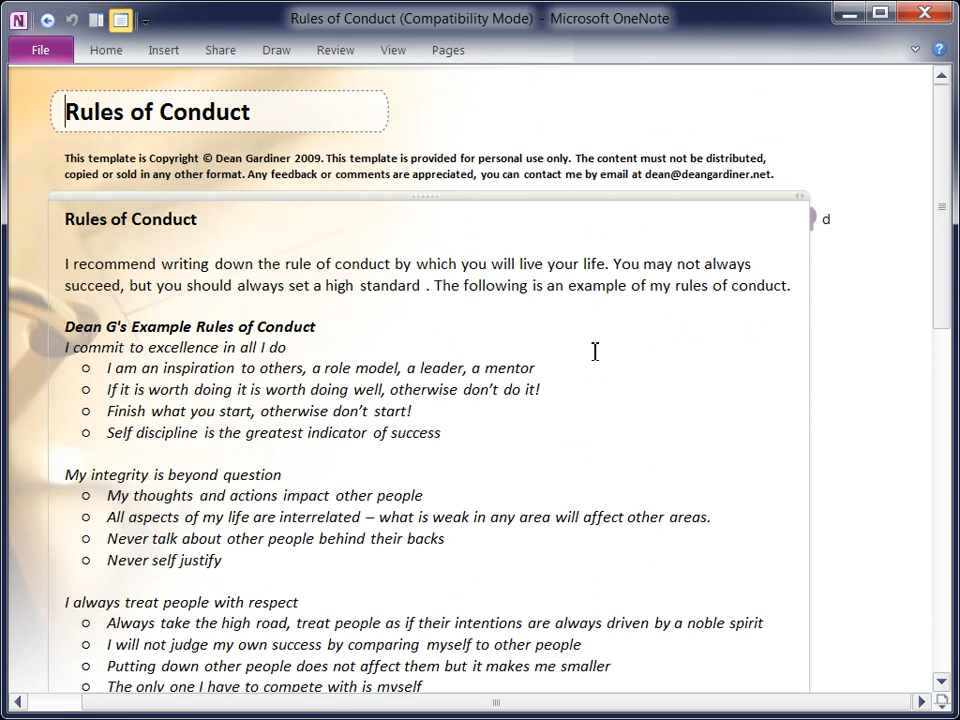 Rules of Conduct (Compatibility Mode) - Microsoft OneNote
File Home Insert Share Draw Review View Pages
Rules of Conduct
This template is Copyright © Dean Gardiner 2009. This template is provided for personal use only. The content must not be distributed,
copied or sold in any other format. Any feedback or comments are appreciated, you can contact me by email at dean@deangardiner.net.
Rules of Conduct
d
I recommend writing down the rule of conduct by which you will live your life. You may not always
succeed, but you should always set a high standard . The following is an example of my rules of conduct.
Dean G's Example Rules of Conduct
I commit to excellence in all I do
o I am an inspiration to others, a role model, a leader, a mentor
o If it is worth doing it is worth doing well, otherwise don't do it!
o Finish what you start, otherwise don't start!
o Self discipline is the greatest indicator of success
My integrity is beyond question
o My thoughts and actions impact other people
o All aspects of my life are interrelated – what is weak in any area will affect other areas.
o Never talk about other people behind their backs
o Never self justify
I always treat people with respect
o Always take the high road, treat people as if their intentions are always driven by a noble spirit
o I will not judge my own success by comparing myself to other people
o Putting down other people does not affect them but it makes me smaller
o The only one I have to compete with is myself